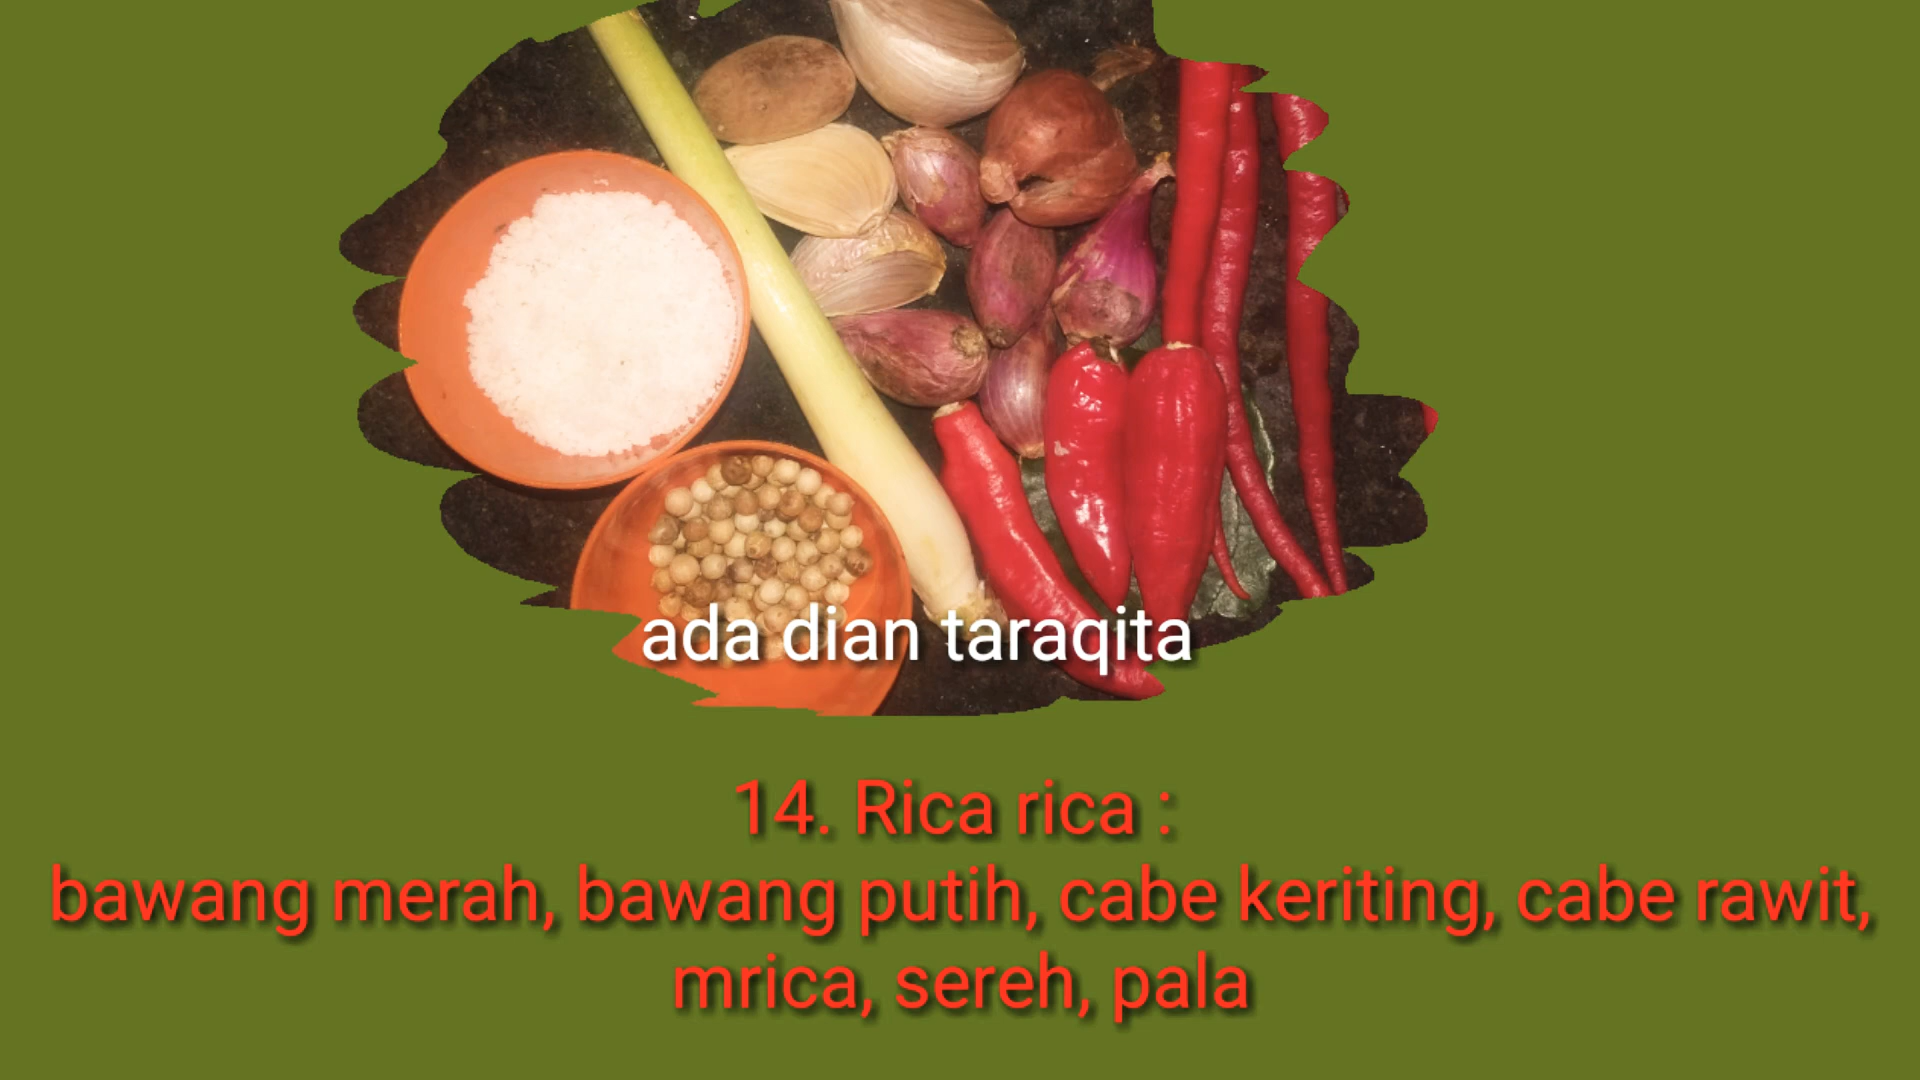 ada dian taraqita
14. Rica rica :
bawang merah, bawang putih, cabe keriting, cabe rawit,
mrica, sereh, pala